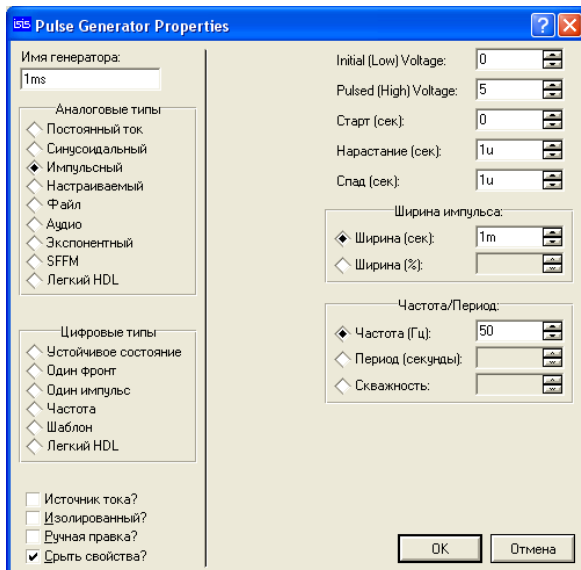 ISIS Pulse Generator Properties
Имя генератора:
1ms
Аналоговые типы
Постоянный ток
Синусоидальный
Импульсный
Настраиваемый
Файл
Аудио
Экспонентный
SFFM
Легкий HDL
Цифровые типы
Устойчивое состояние
Один фронт
Один импульс
Частота
Шаблон
Легкий HDL
Источник тока?
Изолированный?
Ручная правка?
Срыть свойства?
Initial (Low) Voltage: 0
Pulsed (High) Voltage: 5
Старт (сек): 0
Нарастание (сек): 1u
Спад (сек): 1u
Ширина импульса:
Ширина (сек): 1m
Ширина (%):
Частота/Период:
Частота (Гц): 50
Период (секунды):
Скважность:
OK
Отмена